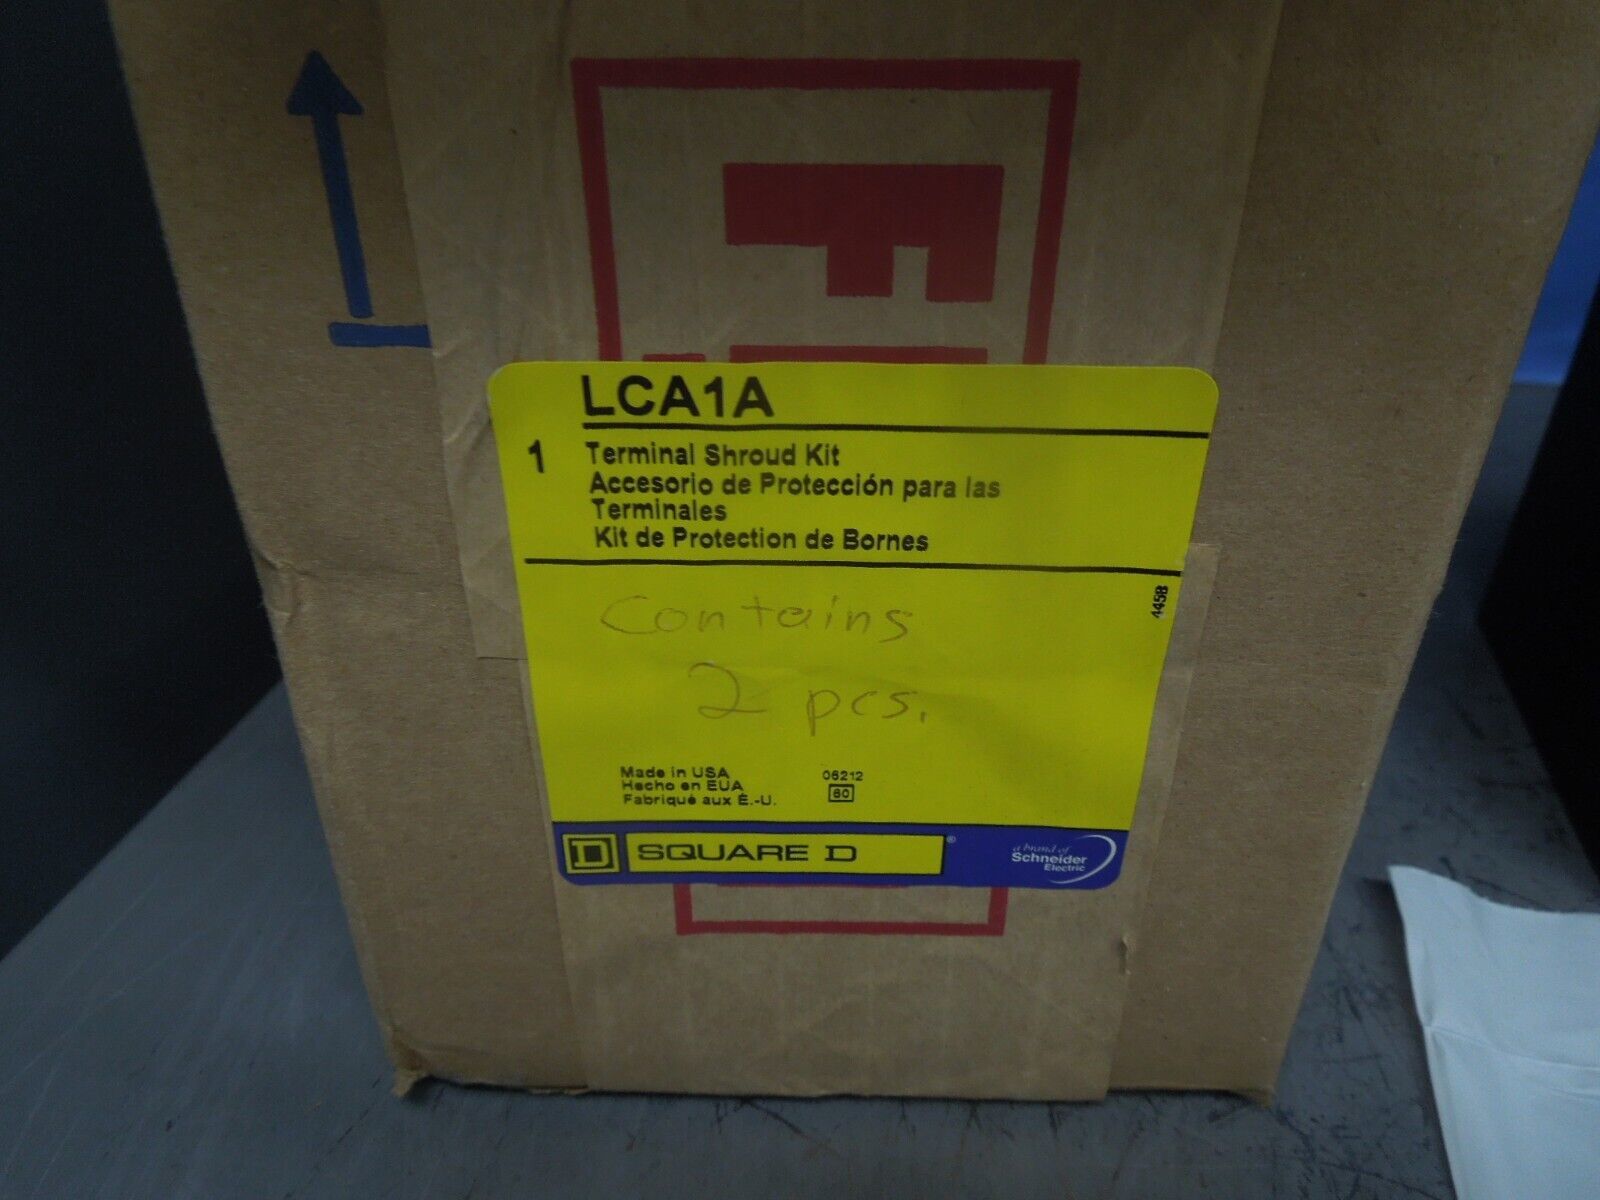 LCA1A
1 Terminal Shroud Kit
Accesorio de Protección para las
Terminales
Kit de Protection de Bornes
4458
Contains
2 pcs.
Made in USA
Hecho en EUA
Fabriqué aux É.-U.
06212
60
D SQUARE D ®
a brand of
Schneider
Electric